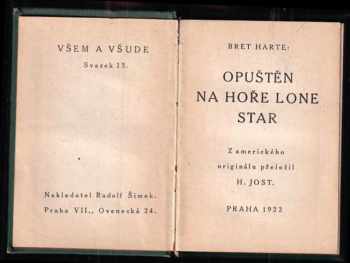 VŠEM A VŠUDE
Svazek 13.
Nakladatel Rudolf Šimek,
Praha VII., Ovenecká 24.
BRET HARTE:
OPUŠTĚN
NA HOŘE LONE
STAR
Z amerického
originálu přeložil
H. JOST.
PRAHA 1922